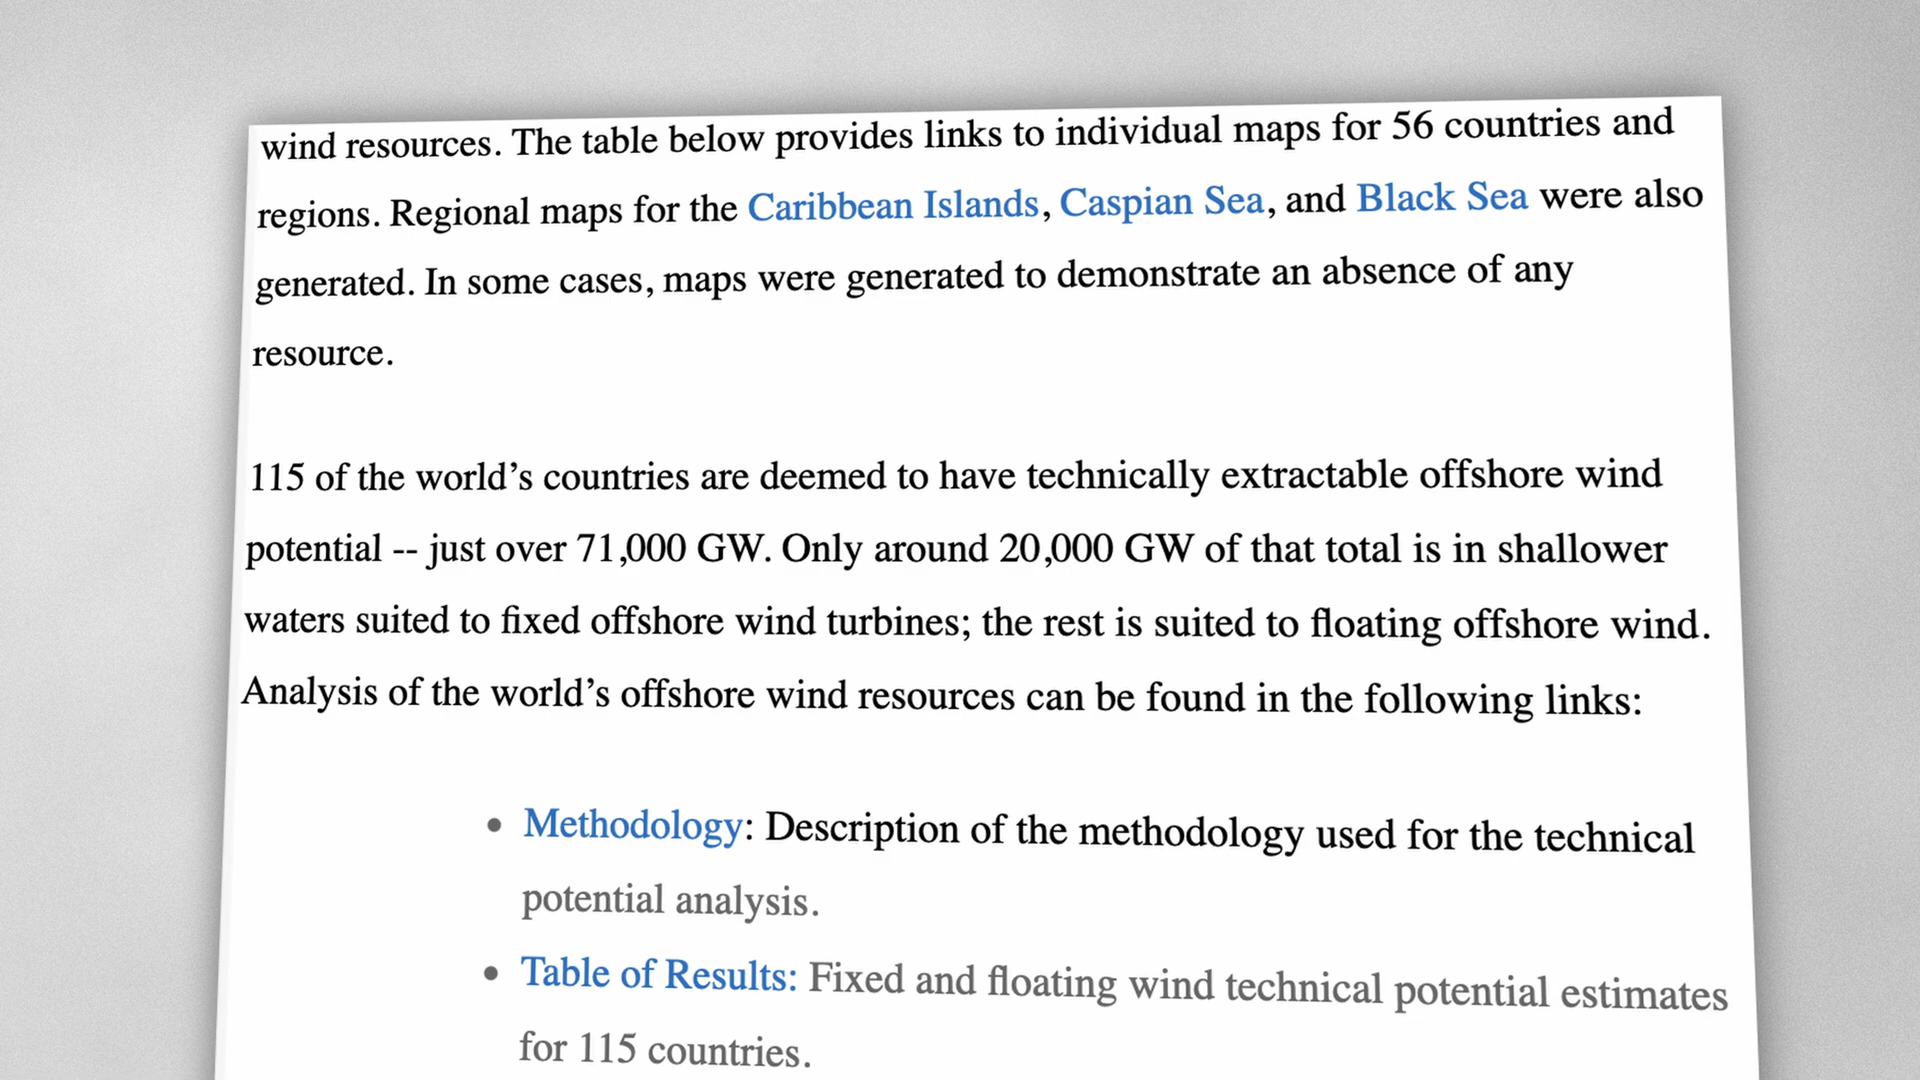 wind resources. The table below provides links to individual maps for 56 countries and
regions. Regional maps for the Caribbean Islands, Caspian Sea, and Black Sea were also
generated. In some cases, maps were generated to demonstrate an absence of any
resource.
115 of the world’s countries are deemed to have technically extractable offshore wind
potential -- just over 71,000 GW. Only around 20,000 GW of that total is in shallower
waters suited to fixed offshore wind turbines; the rest is suited to floating offshore wind.
Analysis of the world’s offshore wind resources can be found in the following links:
• Methodology: Description of the methodology used for the technical
potential analysis.
• Table of Results: Fixed and floating wind technical potential estimates
for 115 countries.